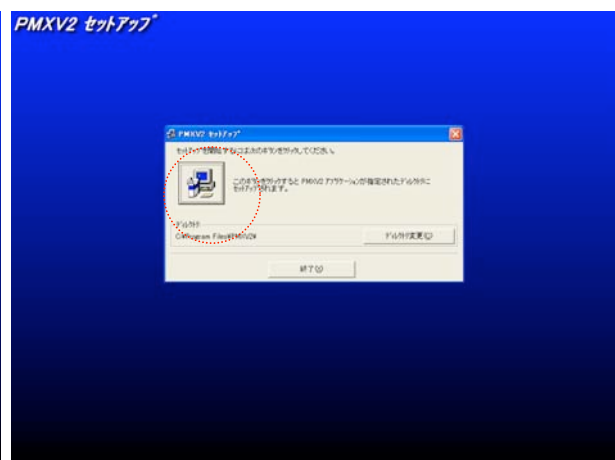 PMXV2 セットアップ
PMXV2 セットアップ
セットアップを開始するには次のボタンをクリックしてください。
このボタンをクリックすると PMXV2 アプリケーションが指定されたディレクトリに
セットアップされます。
ディレクトリ
C:¥Program Files¥PMXV2¥
ディレクトリ変更(C)
終了(X)